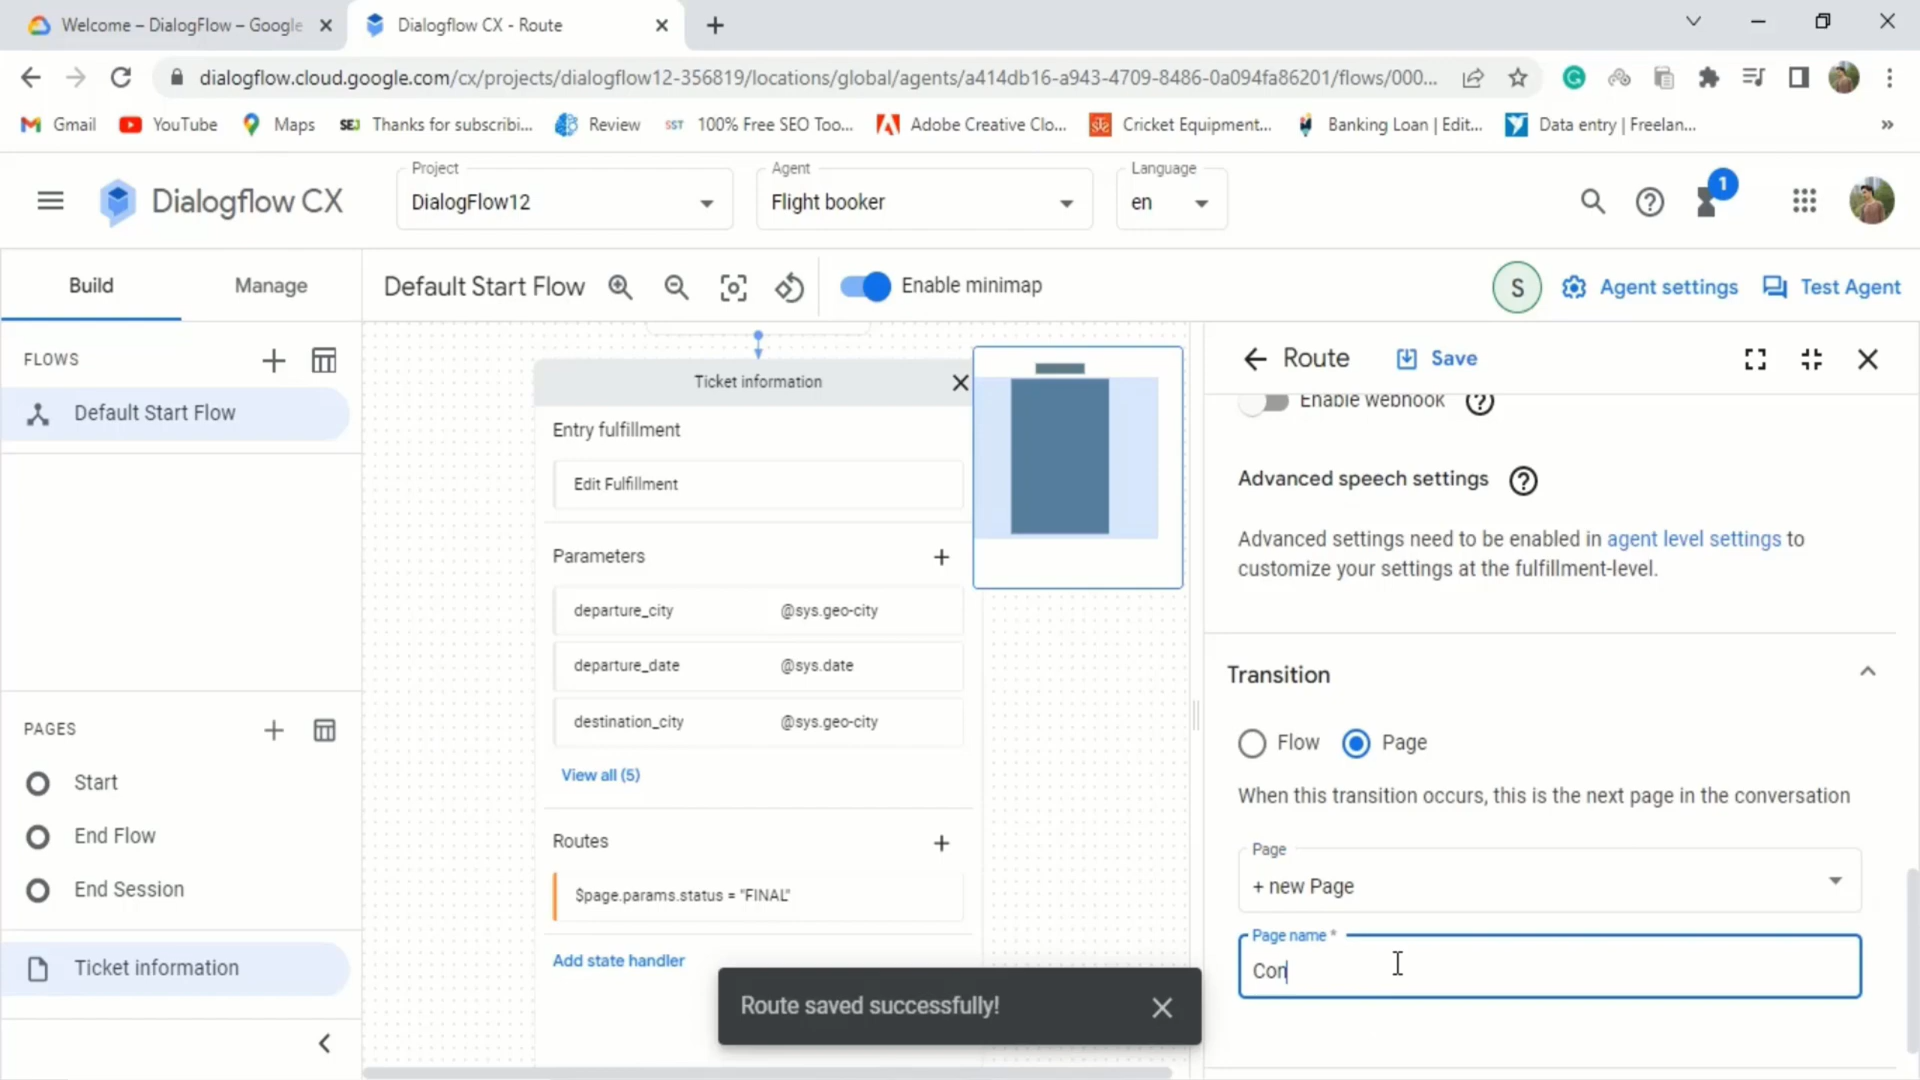 Welcome – DialogFlow – Google
Dialogflow CX - Route
dialogflow.cloud.google.com/cx/projects/dialogflow12-356819/locations/global/agents/a414db16-a943-4709-8486-0a094fa86201/flows/000...
Gmail
YouTube
Maps
SEJ
Thanks for subscribi...
Review
SST
100% Free SEO Too...
Adobe Creative Clo...
Cricket Equipment...
Banking Loan | Edit...
Data entry | Freelan...
»
Dialogflow CX
Project
DialogFlow12
Agent
Flight booker
Language
en
1
Build
Manage
Default Start Flow
Enable minimap
S
Agent settings
Test Agent
FLOWS
Default Start Flow
PAGES
Start
End Flow
End Session
Ticket information
Ticket information
Entry fulfillment
Edit Fulfillment
Parameters
departure_city @sys.geo-city
departure_date @sys.date
destination_city @sys.geo-city
View all (5)
Routes
$page.params.status = "FINAL"
Add state handler
Route saved successfully!
Route
Save
Enable webhook
Advanced speech settings
Advanced settings need to be enabled in agent level settings to
customize your settings at the fulfillment-level.
Transition
Flow
Page
When this transition occurs, this is the next page in the conversation
Page
+ new Page
Page name *
Con